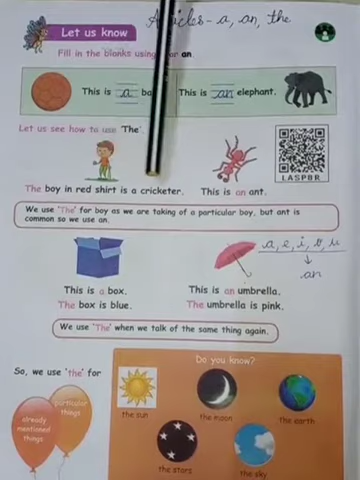 Articles - a, an, the
Let us know
Fill in the blanks using or an.
This is a ba
This is an elephant.
Let us see how to use 'The'.
LASPBR
The boy in red shirt is a cricketer.
This is an ant.
We use 'The' for boy as we are taking of a particular boy, but ant is
common so we use an.
a, e, i, o, u
an
This is a box.
The box is blue.
This is an umbrella.
The umbrella is pink.
We use 'The' when we talk of the same thing again.
So, we use 'the' for
already
mentioned
things
particular
things
Do you know?
the sun
the moon
the earth
the stars
the sky